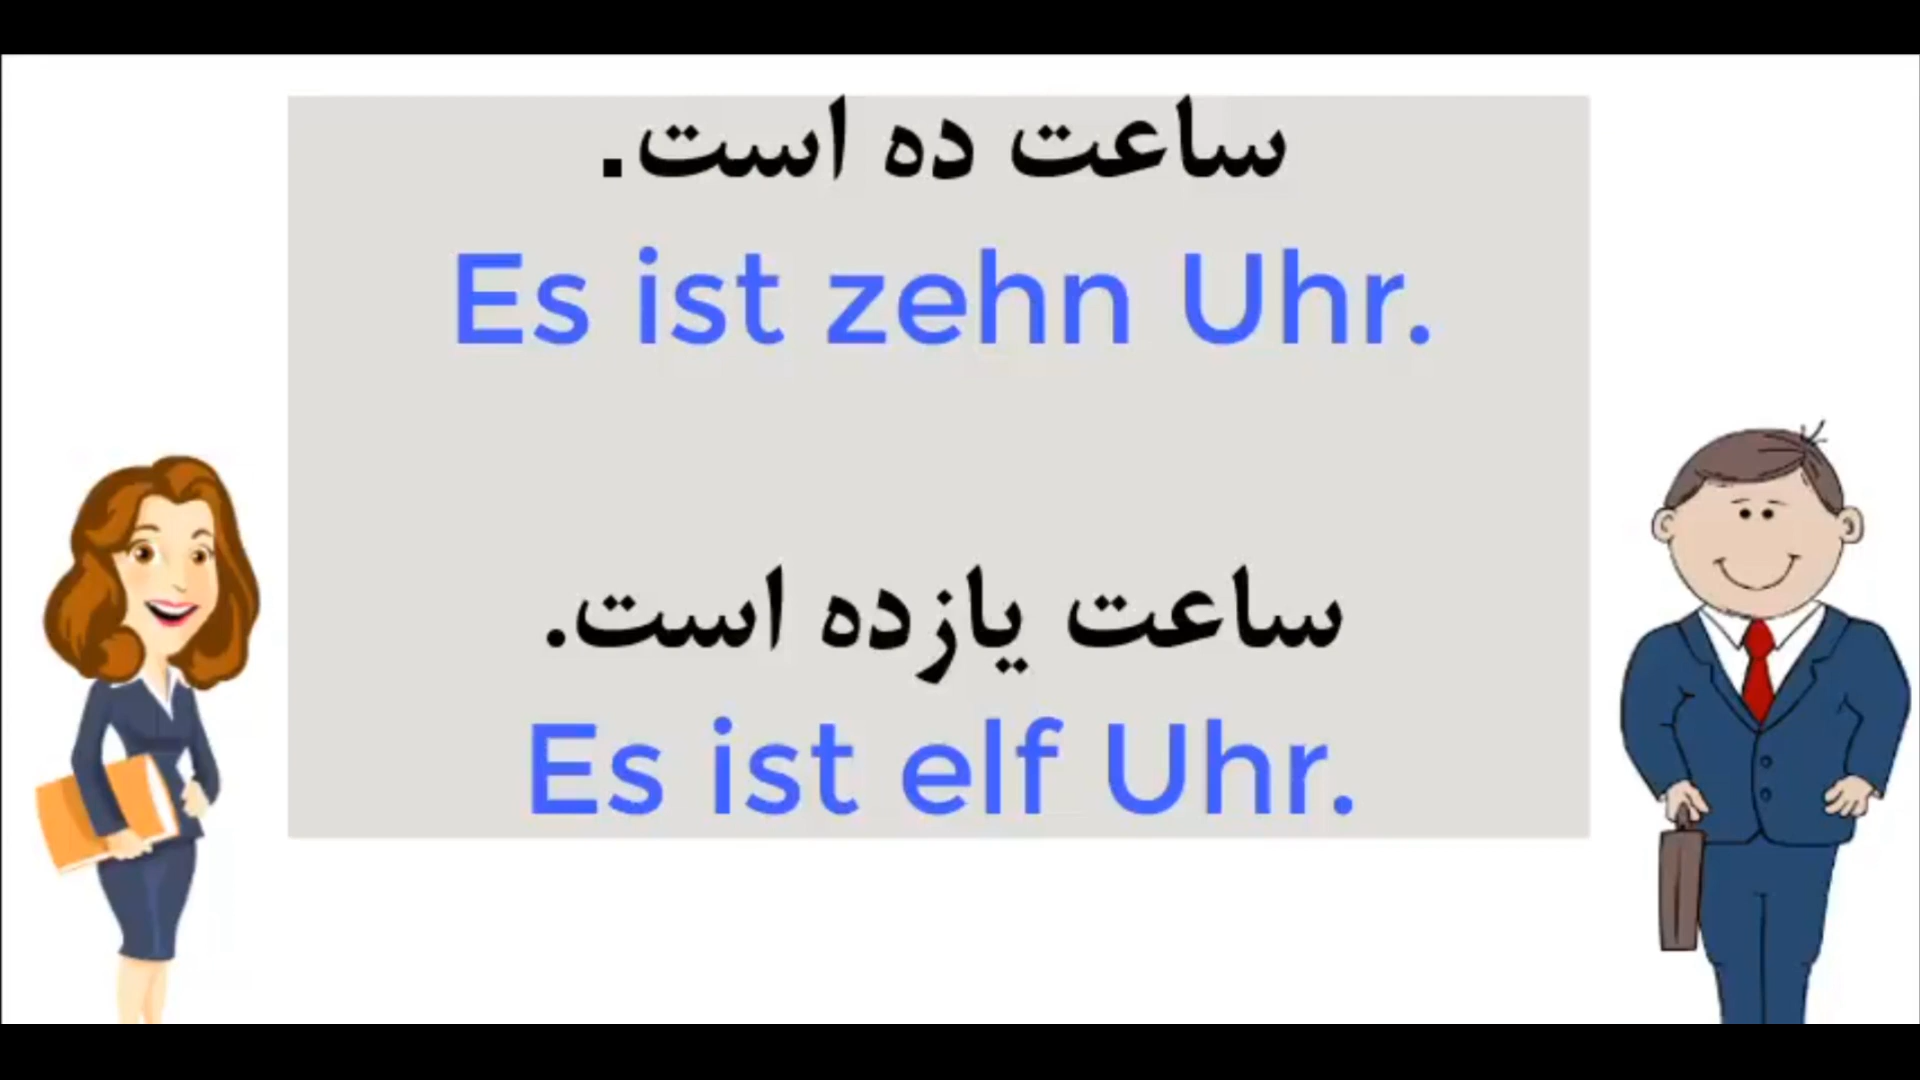 ساعت ده است.
Es ist zehn Uhr.
ساعت یازده است.
Es ist elf Uhr.